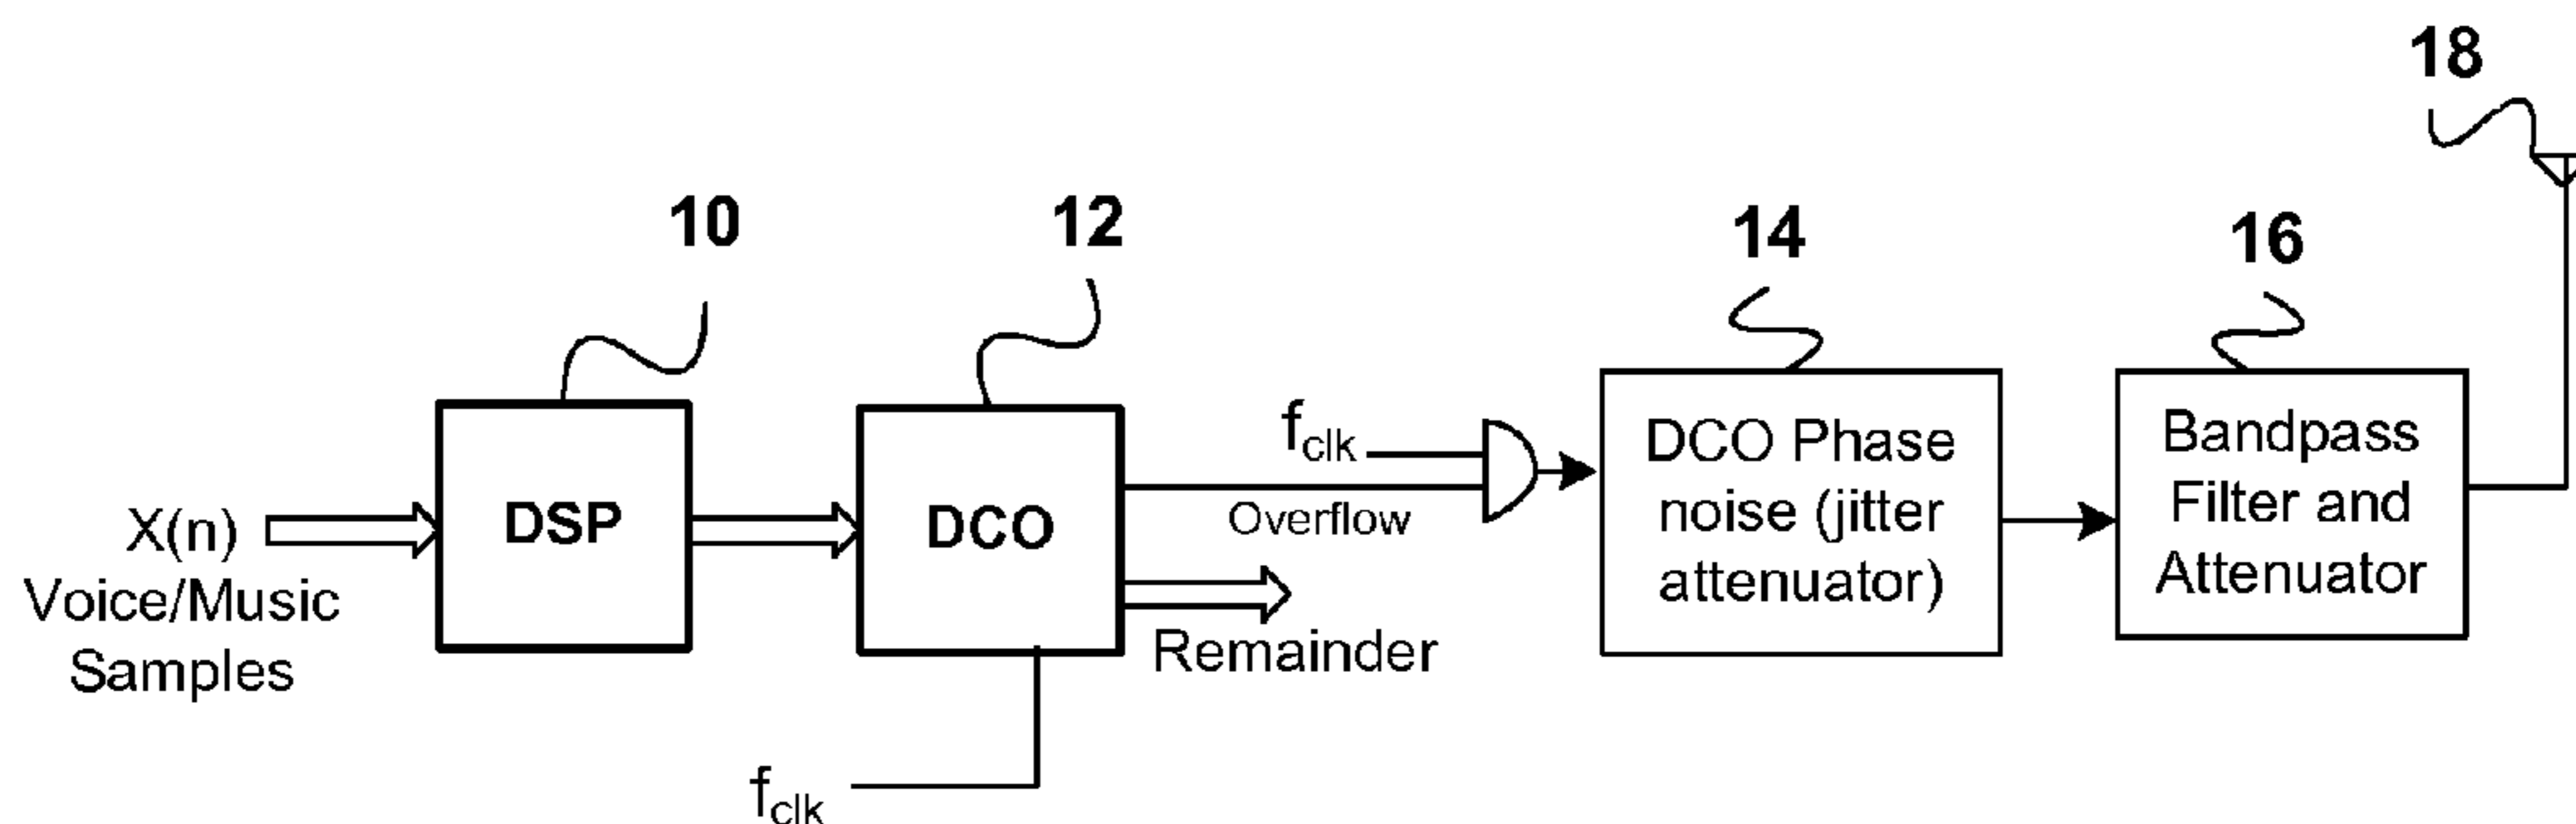 18
10
12
14
16
X(n)
Voice/Music
Samples
DSP
DCO
fclk
Overflow
Remainder
fclk
DCO Phase
noise (jitter
attenuator)
Bandpass
Filter and
Attenuator